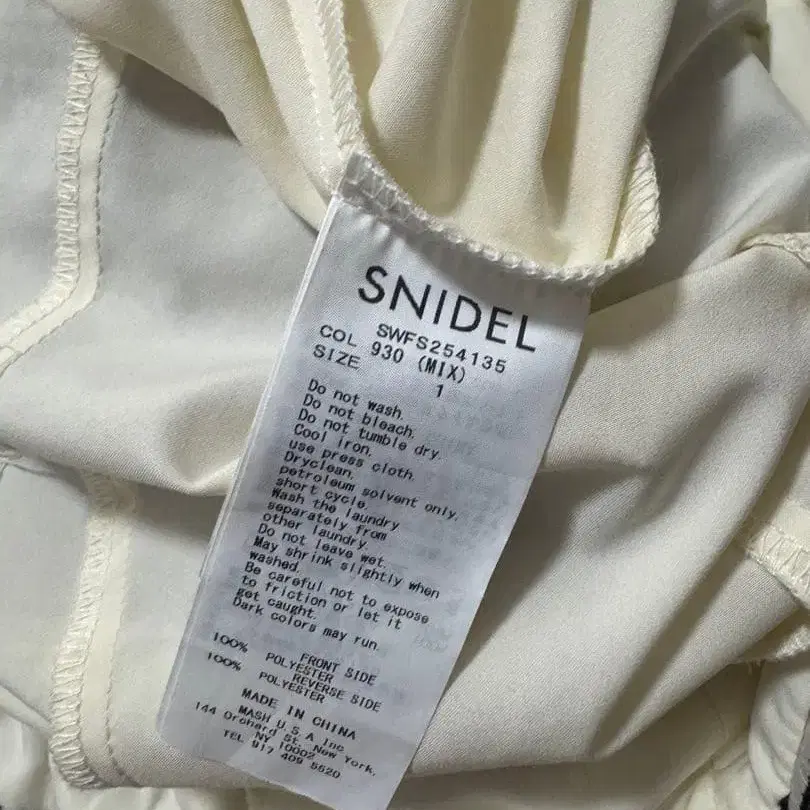 SNIDEL
SWFS254135
COL 930 (MIX)
SIZE 1
Do not wash.
Do not bleach.
Do not tumble dry.
Cool iron,
use press cloth.
Dryclean,
petroleum solvent only,
short cycle.
Wash the laundry
separately from
other laundry.
Do not leave wet.
May shrink slightly when
washed.
Be careful not to expose
to friction or let it
get caught.
Dark colors may run.
FRONT SIDE
100% POLYESTER
REVERSE SIDE
100% POLYESTER
MADE IN CHINA
MASH U.S.A Inc.
144 Orchard St, New York,
NY 10002
TEL 917 409 5620